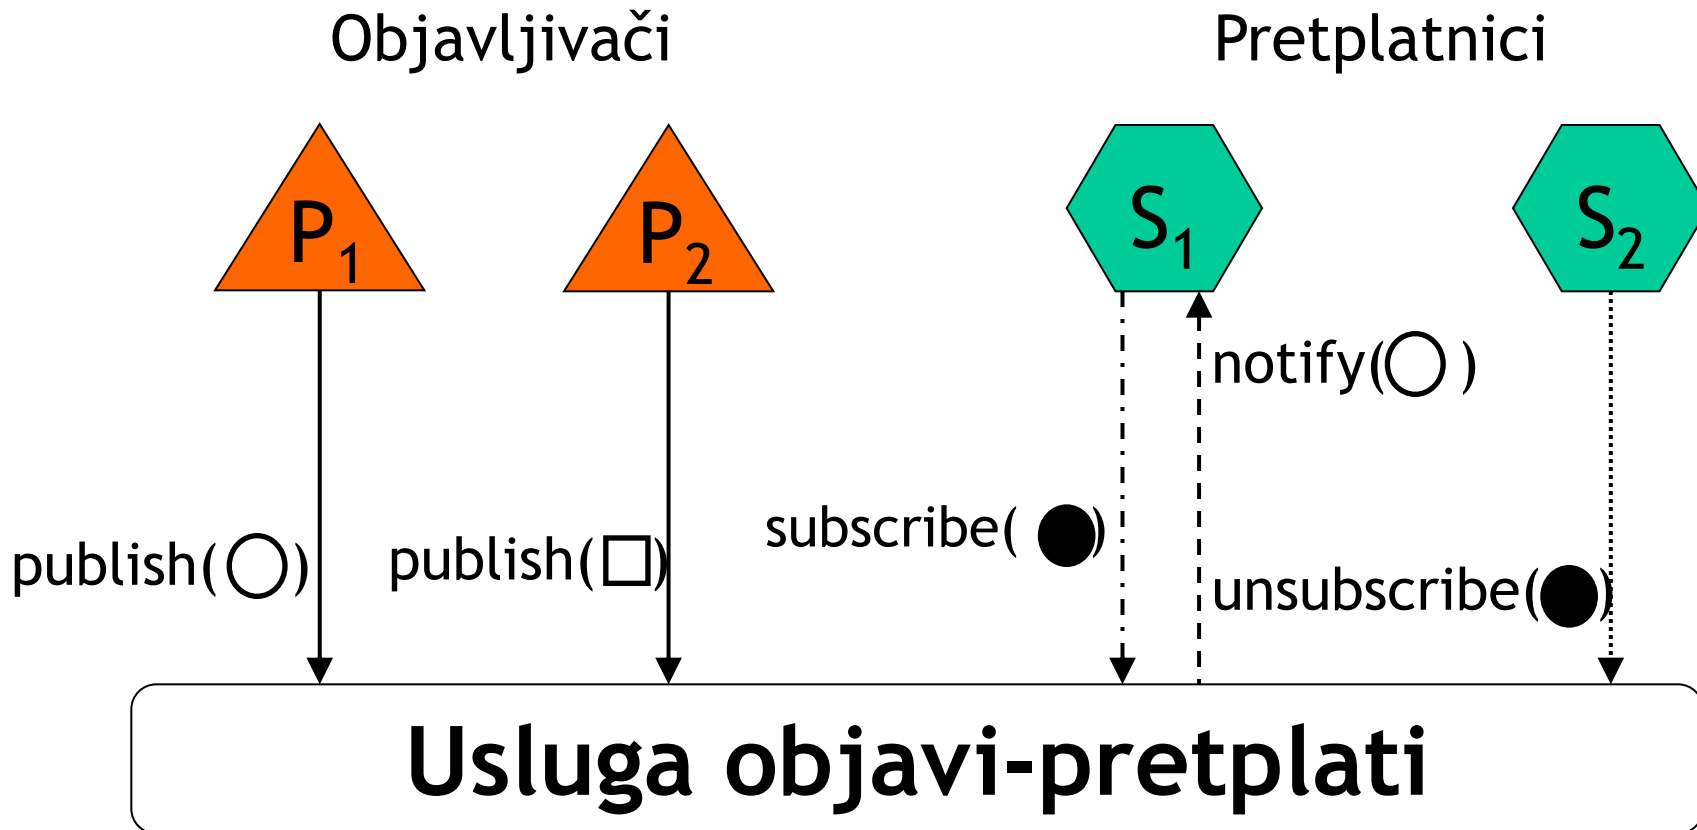 Objavljivači
Pretplatnici
P1
P2
S1
S2
notify(○ )
subscribe( ●)
publish(○)
publish(□)
unsubscribe(●)
Usluga objavi-pretplati